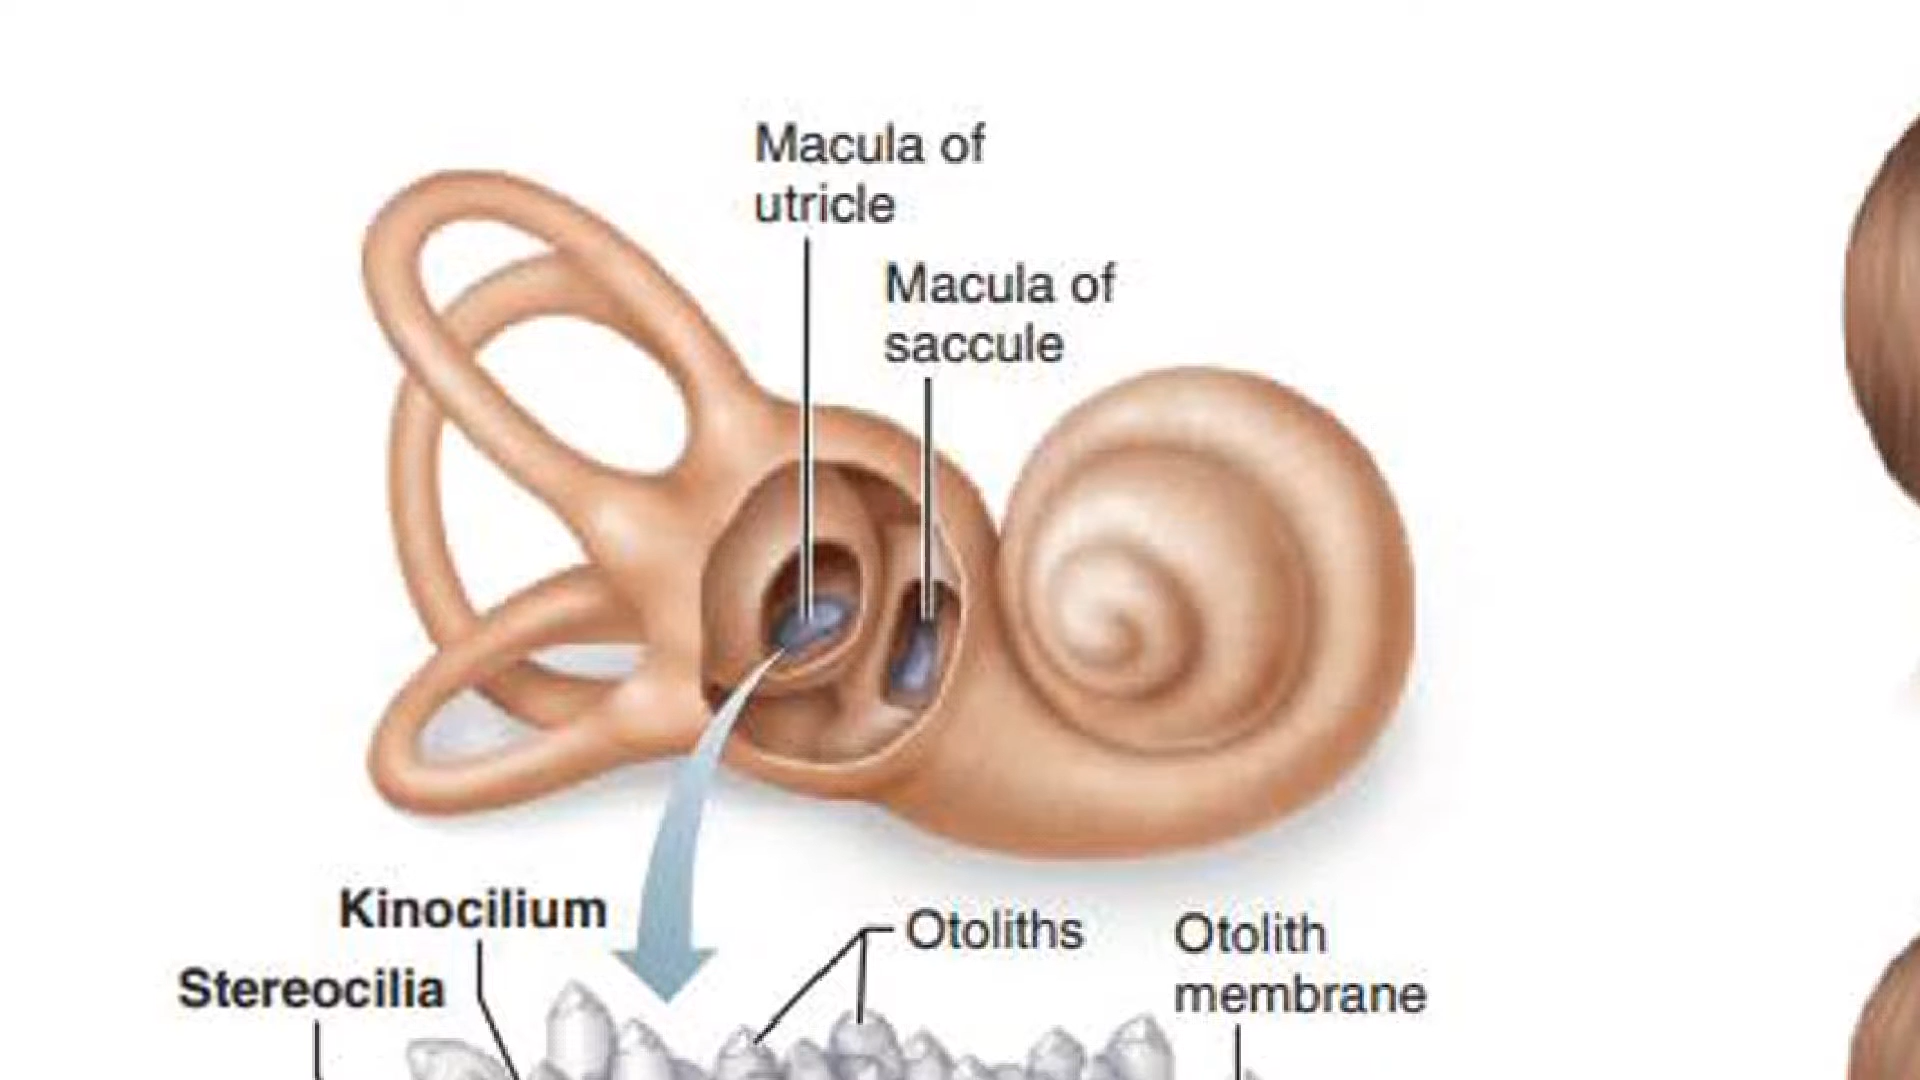 Macula of
utricle
Macula of
saccule
Kinocilium
Otoliths
Otolith
membrane
Stereocilia